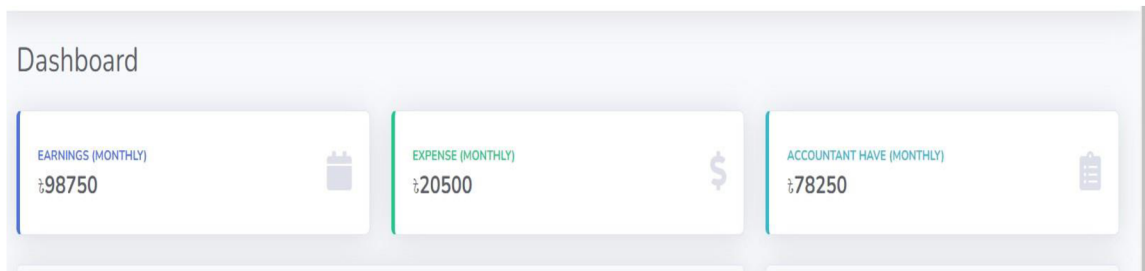 Dashboard
EARNINGS (MONTHLY)
৳98750
EXPENSE (MONTHLY)
৳20500
ACCOUNTANT HAVE (MONTHLY)
৳78250